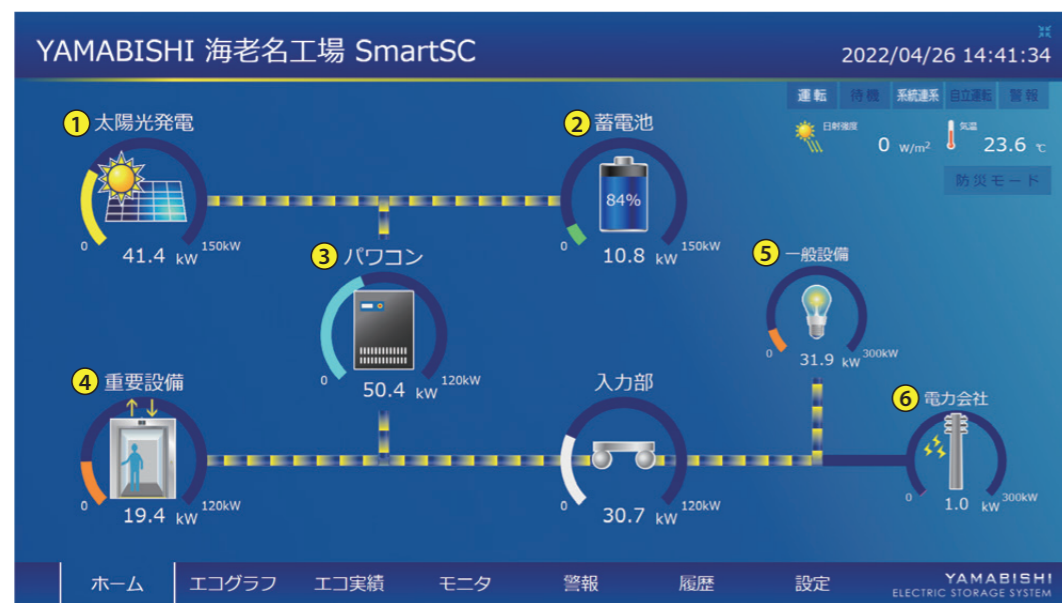 YAMABISHI 海老名工場 SmartSC
2022/04/26 14:41:34
運転 待機 系統連系 自立運転 警報
日射強度 0 W/m²
気温 23.6 ℃
防災モード
1 太陽光発電
0 150kW
41.4 kW
2 蓄電池
84%
0 150kW
10.8 kW
3 パワコン
0 120kW
50.4 kW
5 一般設備
0 300kW
31.9 kW
4 重要設備
0 120kW
19.4 kW
入力部
0 120kW
30.7 kW
6 電力会社
0 300kW
1.0 kW
ホーム エコグラフ エコ実績 モニタ 警報 履歴 設定
YAMABISHI
ELECTRIC STORAGE SYSTEM